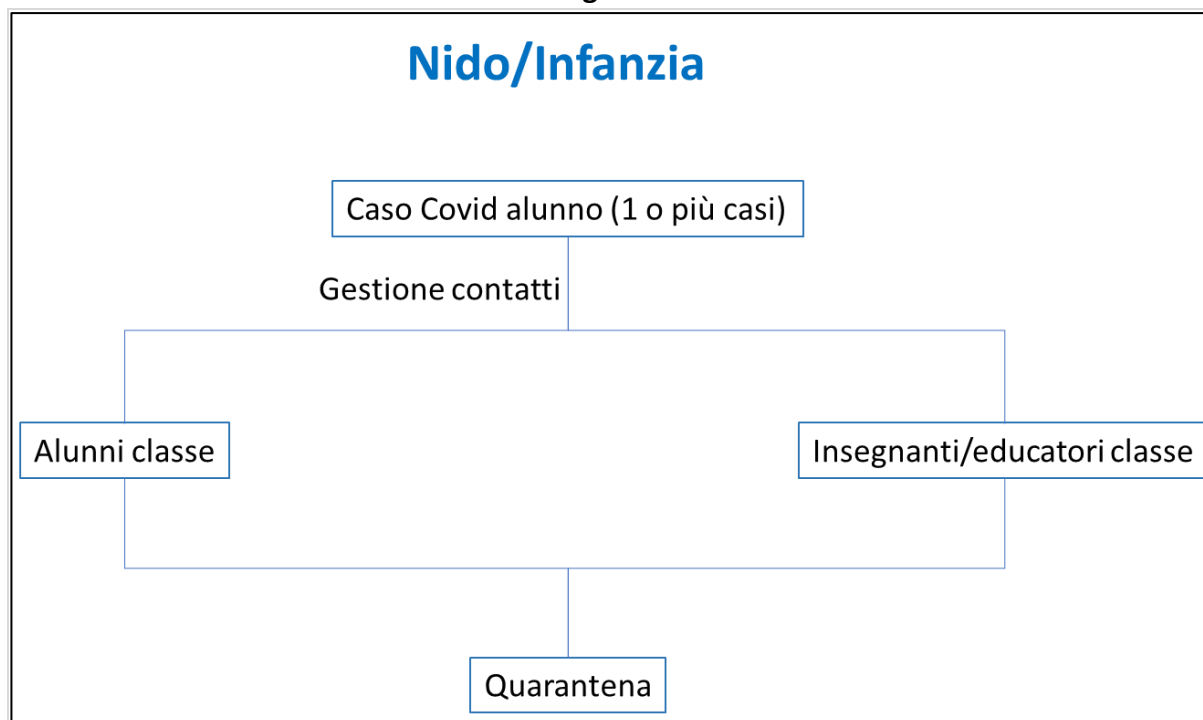 Nido/Infanzia
Caso Covid alunno (1 o più casi)
Gestione contatti
Alunni classe
Insegnanti/educatori classe
Quarantena